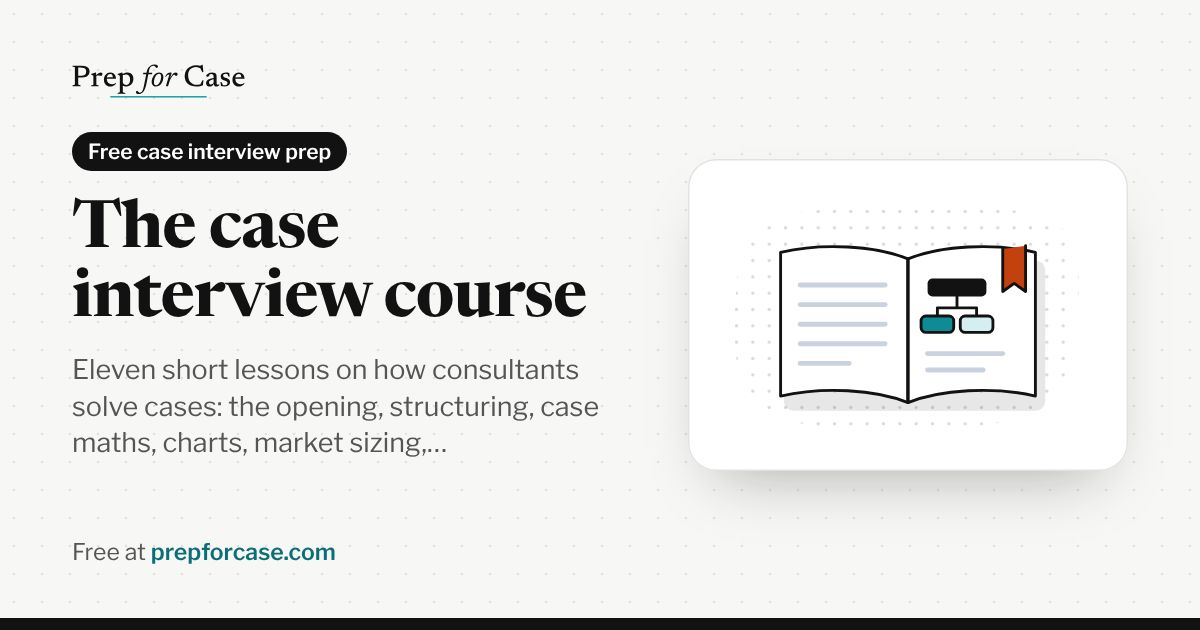 Prep for Case
Free case interview prep
The case
interview course
Eleven short lessons on how consultants
solve cases: the opening, structuring, case
maths, charts, market sizing,…
Free at prepforcase.com